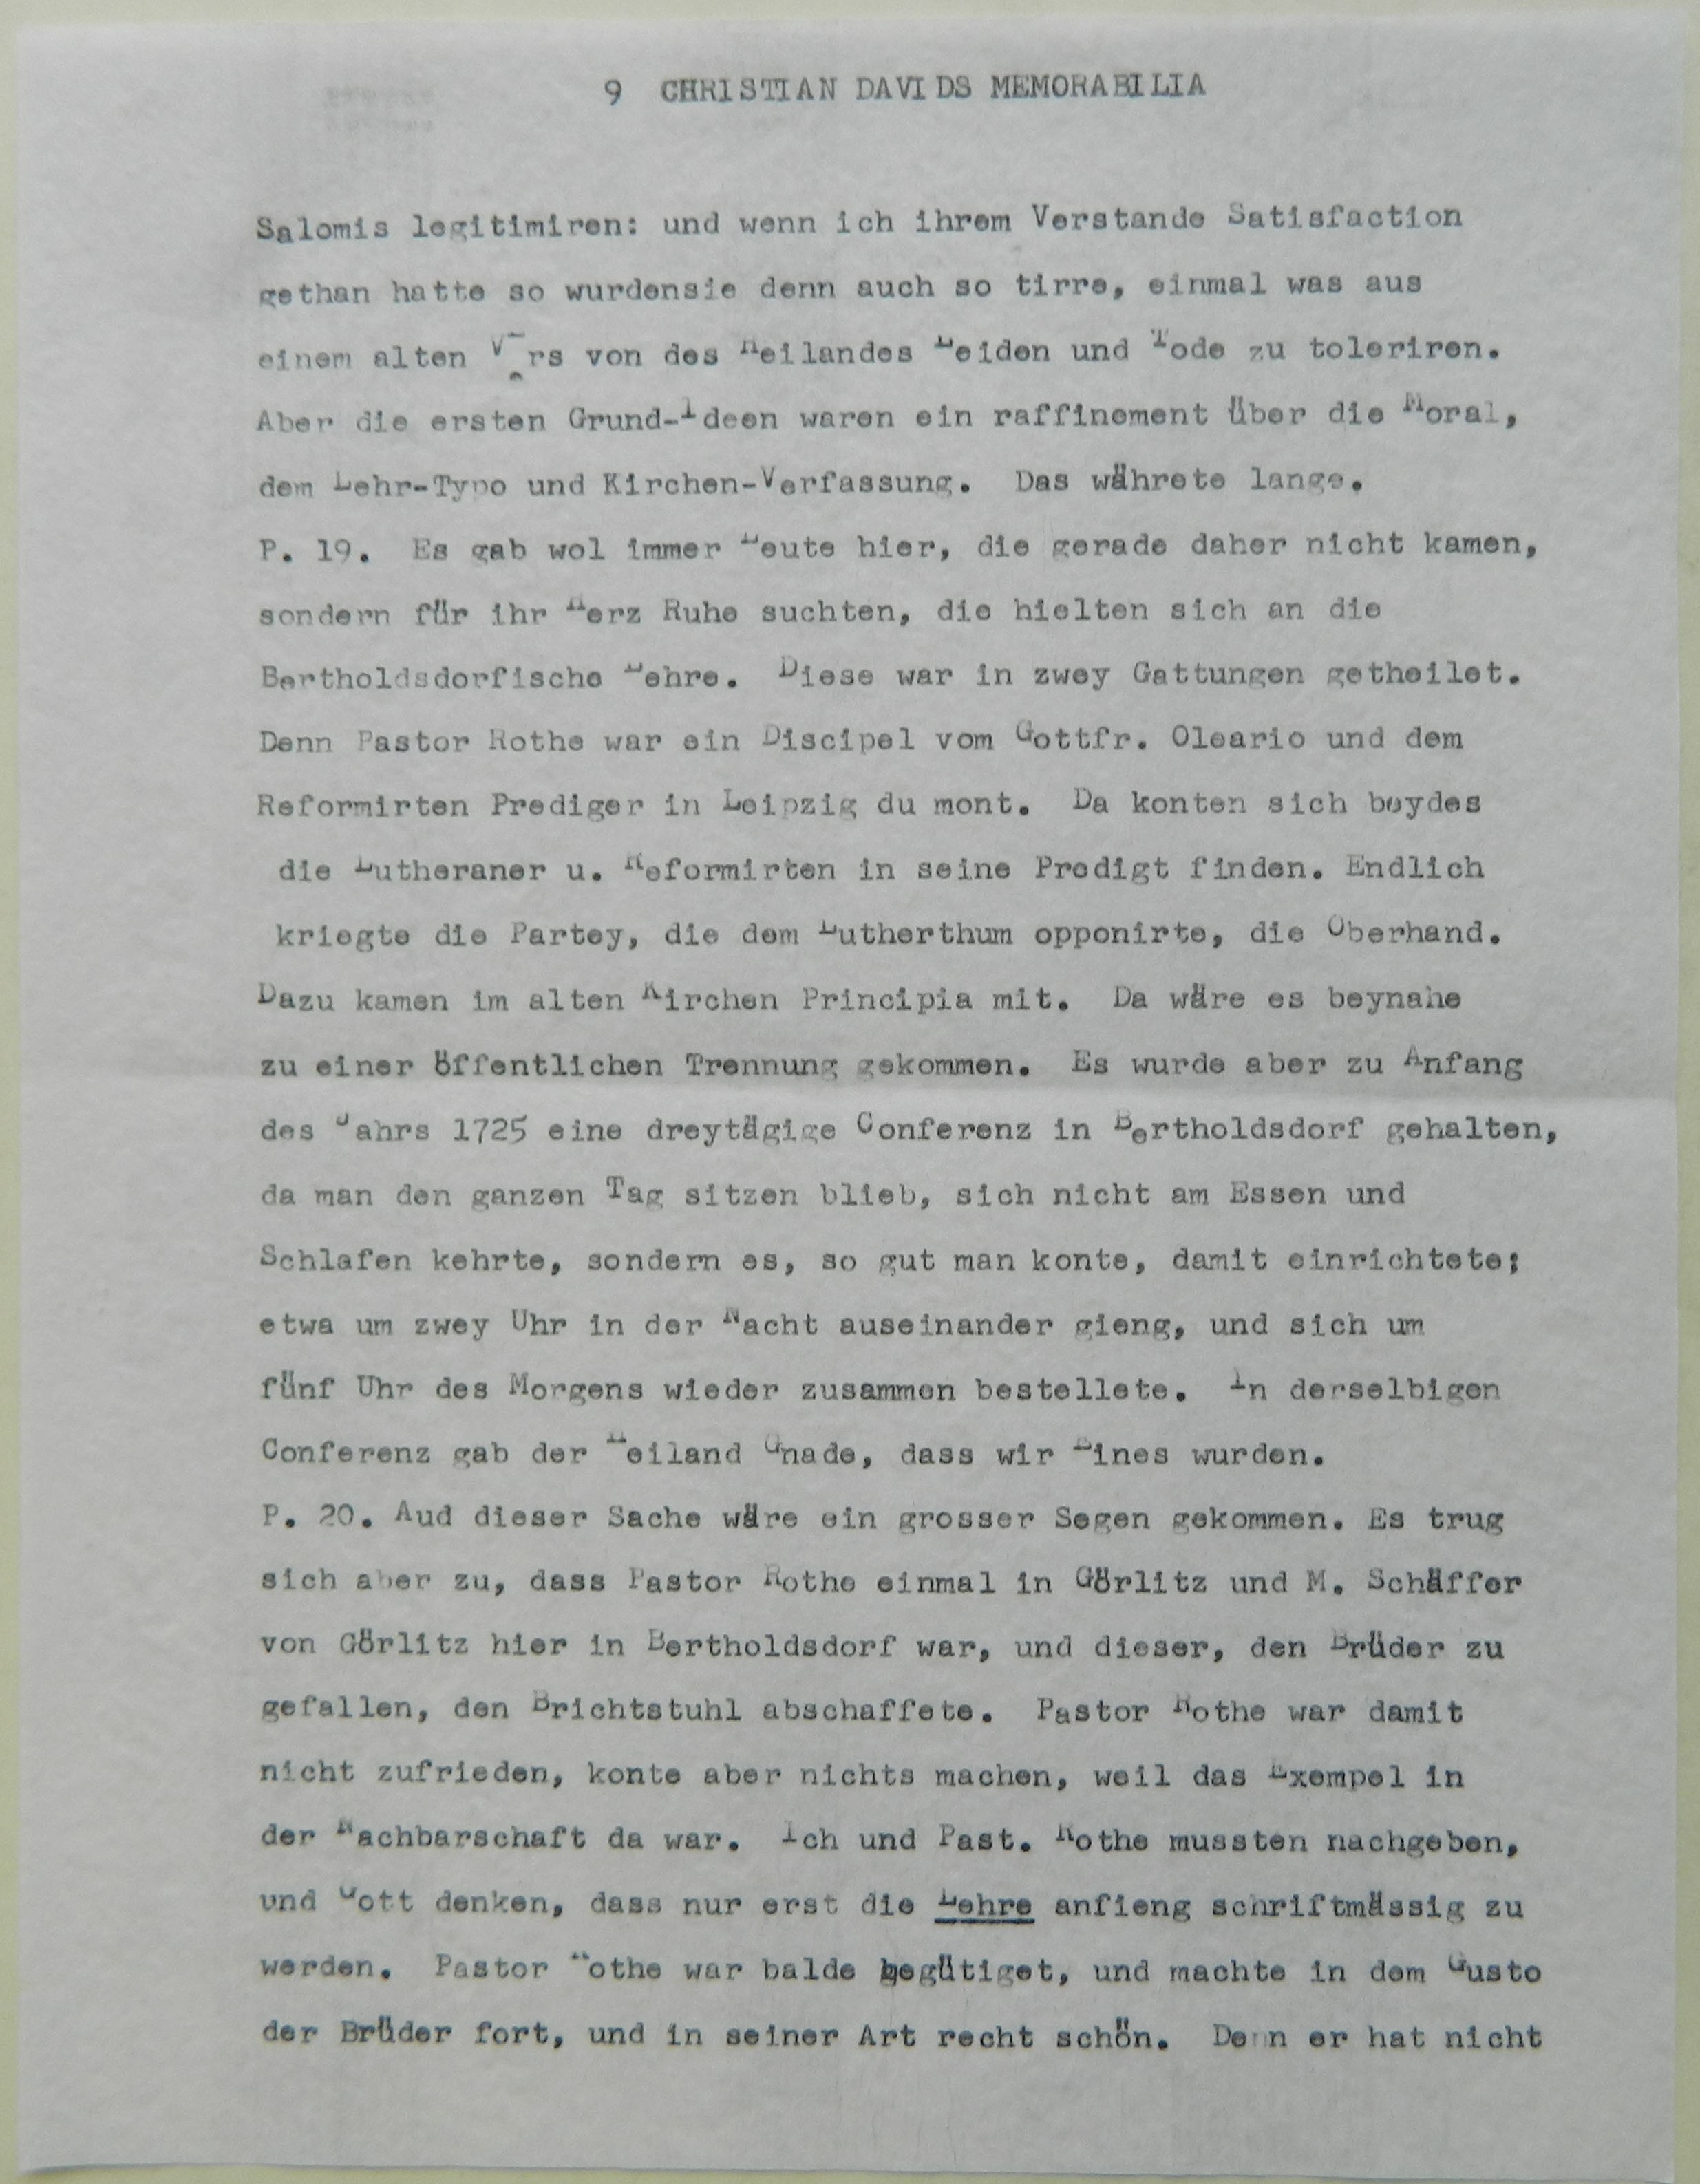 9 CHRISTIAN DAVIDS MEMORABILIA
Salomis legitimiren: und wenn ich ihrem Verstande Satisfaction
gethan hatte so wurdensie denn auch so tirre, einmal was aus
einem alten Vers von des Heilandes Leiden und Tode zu toleriren.
Aber die ersten Grund-Ideen waren ein raffinement über die Moral,
dem Lehr-Typo und Kirchen-Verfassung. Das währete lange.
P. 19. Es gab wol immer Leute hier, die gerade daher nicht kamen,
sondern für ihr Herz Ruhe suchten, die hielten sich an die
Bertholdsdorfische Lehre. Diese war in zwey Gattungen getheilet.
Denn Pastor Rothe war ein Discipel vom Gottfr. Oleario und dem
Reformirten Prediger in Leipzig du mont. Da konten sich beydes
die Lutheraner u. Reformirten in seine Predigt finden. Endlich
kriegte die Partey, die dem Lutherthum opponirte, die Oberhand.
Dazu kamen im alten Kirchen Principia mit. Da wäre es beynahe
zu einer öffentlichen Trennung gekommen. Es wurde aber zu Anfang
des Jahrs 1725 eine dreytägige Conferenz in Bertholdsdorf gehalten,
da man den ganzen Tag sitzen blieb, sich nicht am Essen und
Schlafen kehrte, sondern es, so gut man konte, damit einrichtete;
etwa um zwey Uhr in der Nacht auseinander gieng, und sich um
fünf Uhr des Morgens wieder zusammen bestellete. In derselbigen
Conferenz gab der Heiland Gnade, dass wir Eines wurden.
P. 20. Aud dieser Sache wäre ein grosser Segen gekommen. Es trug
sich aber zu, dass Pastor Rothe einmal in Görlitz und M. Schäffer
von Görlitz hier in Bertholdsdorf war, und dieser, den Brüder zu
gefallen, den Brichtstuhl abschaffete. Pastor Rothe war damit
nicht zufrieden, konte aber nichts machen, weil das Exempel in
der Nachbarschaft da war. Ich und Past. Rothe mussten nachgeben,
und Gott denken, dass nur erst die Lehre anfieng schriftmässig zu
werden. Pastor Rothe war balde begütiget, und machte in dem Gusto
der Brüder fort, und in seiner Art recht schön. Denn er hat nicht